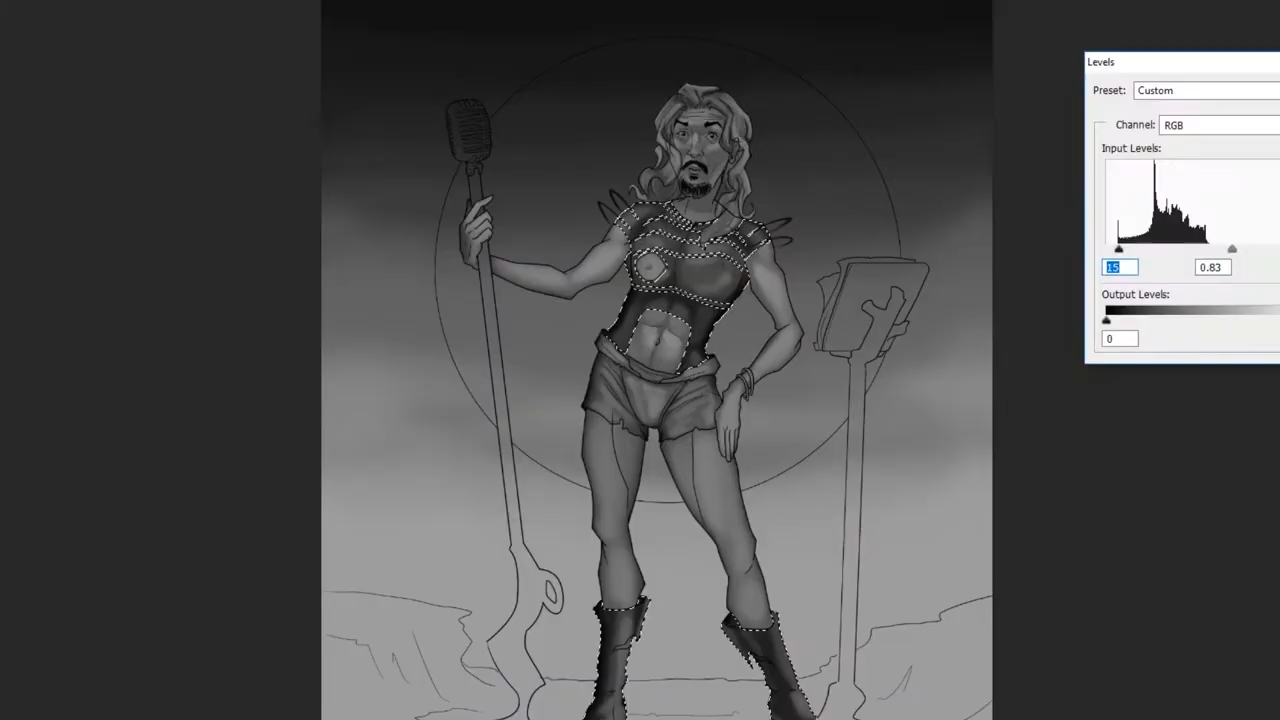 Levels
Preset: Custom
Channel: RGB
Input Levels:
15 0.83
Output Levels:
0